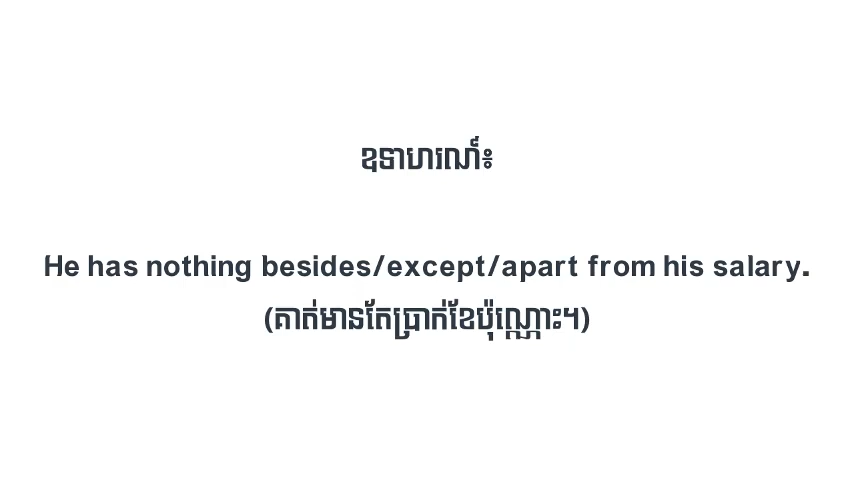 ឧទាហរណ៍៖
He has nothing besides/except/apart from his salary.
(គាត់មានតែប្រាក់ខែប៉ុណ្ណោះ។)